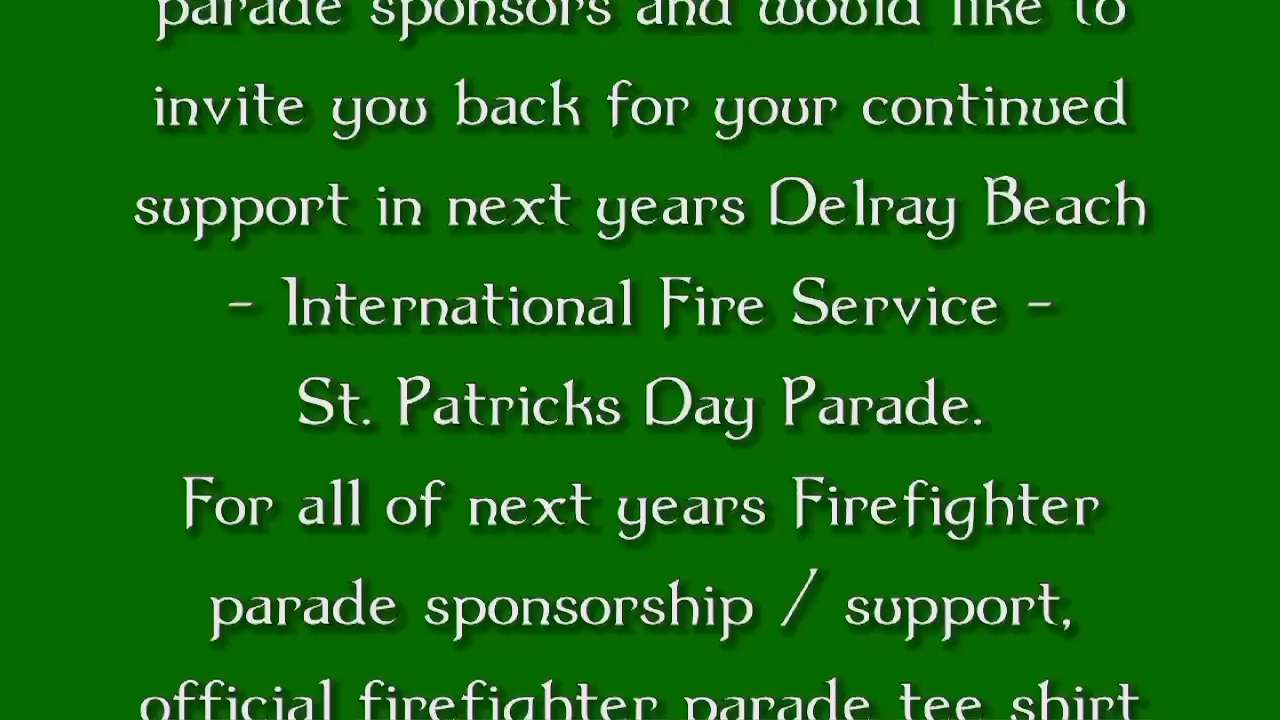 parade sponsors and would like to
invite you back for your continued
support in next years Delray Beach
- International Fire Service -
St. Patricks Day Parade.
For all of next years Firefighter
parade sponsorship / support,
official firefighter parade tee shirt